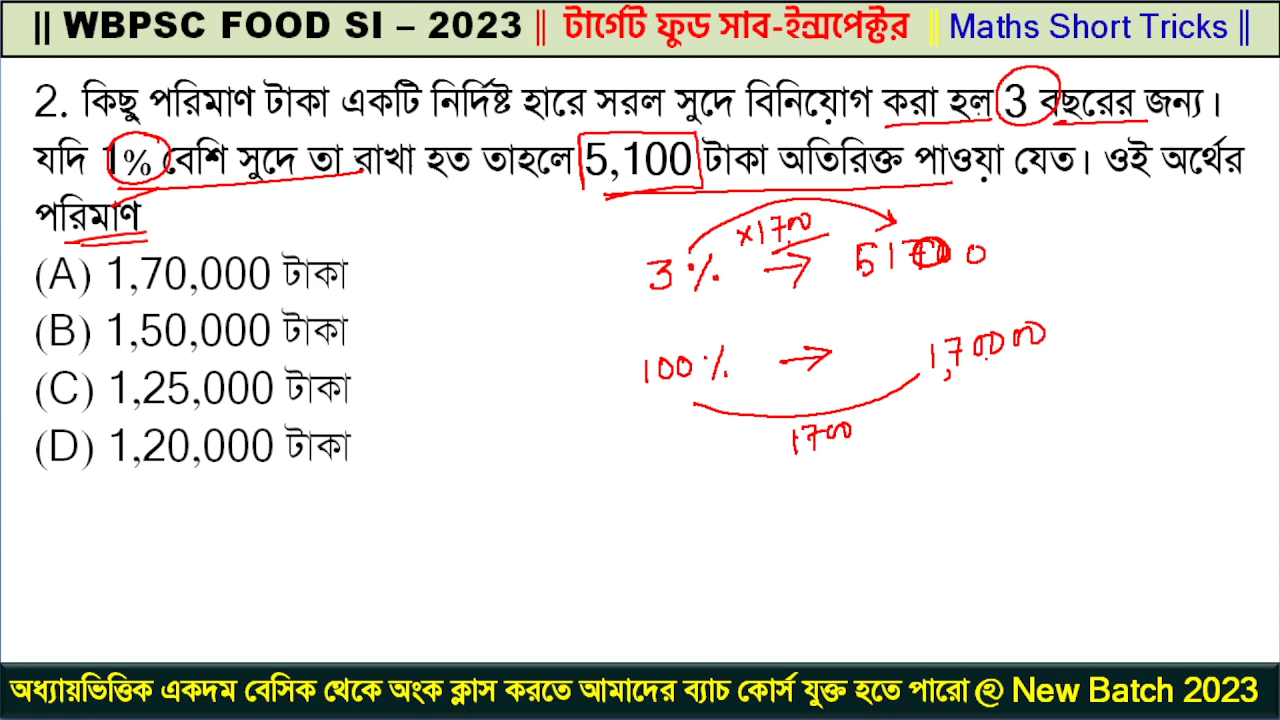 || WBPSC FOOD SI – 2023 || টার্গেট ফুড সাব-ইন্সপেক্টর || Maths Short Tricks ||
2. কিছু পরিমাণ টাকা একটি নির্দিষ্ট হারে সরল সুদে বিনিয়োগ করা হল 3 বছরের জন্য।
যদি 1% বেশি সুদে তা রাখা হত তাহলে 5,100 টাকা অতিরিক্ত পাওয়া যেত। ওই অর্থের
পরিমাণ
×1700
(A) 1,70,000 টাকা 3% →
(B) 1,50,000 টাকা
100% → 1,70000
(C) 1,25,000 টাকা
1700
(D) 1,20,000 টাকা
অধ্যায়ভিত্তিক একদম বেসিক থেকে অংক ক্লাস করতে আমাদের ব্যাচ কোর্স যুক্ত হতে পারো @ New Batch 2023